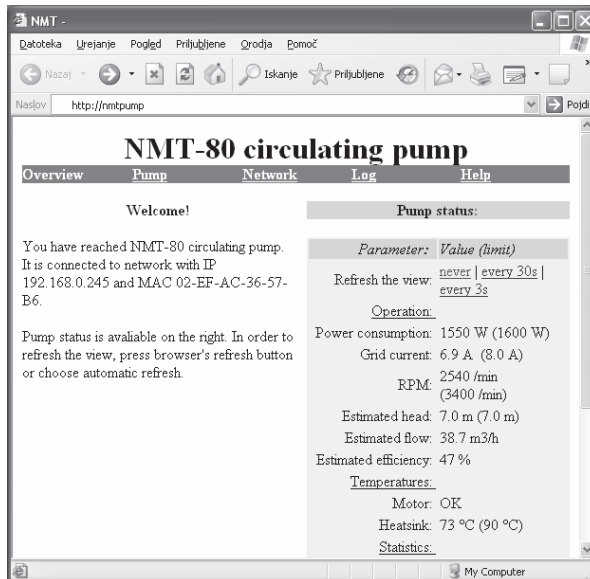 NMT -
Datoteka Urejanje Pogled Priljubljene Orodja Pomoč
Nazaj Iskanje Priljubljene
Naslov http://nmtpump Pojdi
NMT-80 circulating pump
Overview Pump Network Log Help
Welcome!
You have reached NMT-80 circulating pump.
It is connected to network with IP
192.168.0.245 and MAC 02-EF-AC-36-57-
B6.
Pump status is avaliable on the right. In order to
refresh the view, press browser's refresh button
or choose automatic refresh.
Pump status:
Parameter: Value (limit)
Refresh the view: never | every 30s |
every 3s
Operation:
Power consumption: 1550 W (1600 W)
Grid current: 6.9 A (8.0 A)
RPM: 2540 /min
(3400 /min)
Estimated head: 7.0 m (7.0 m)
Estimated flow: 38.7 m3/h
Estimated efficiency: 47 %
Temperatures:
Motor: OK
Heatsink: 73 ºC (90 ºC)
Statistics:
My Computer